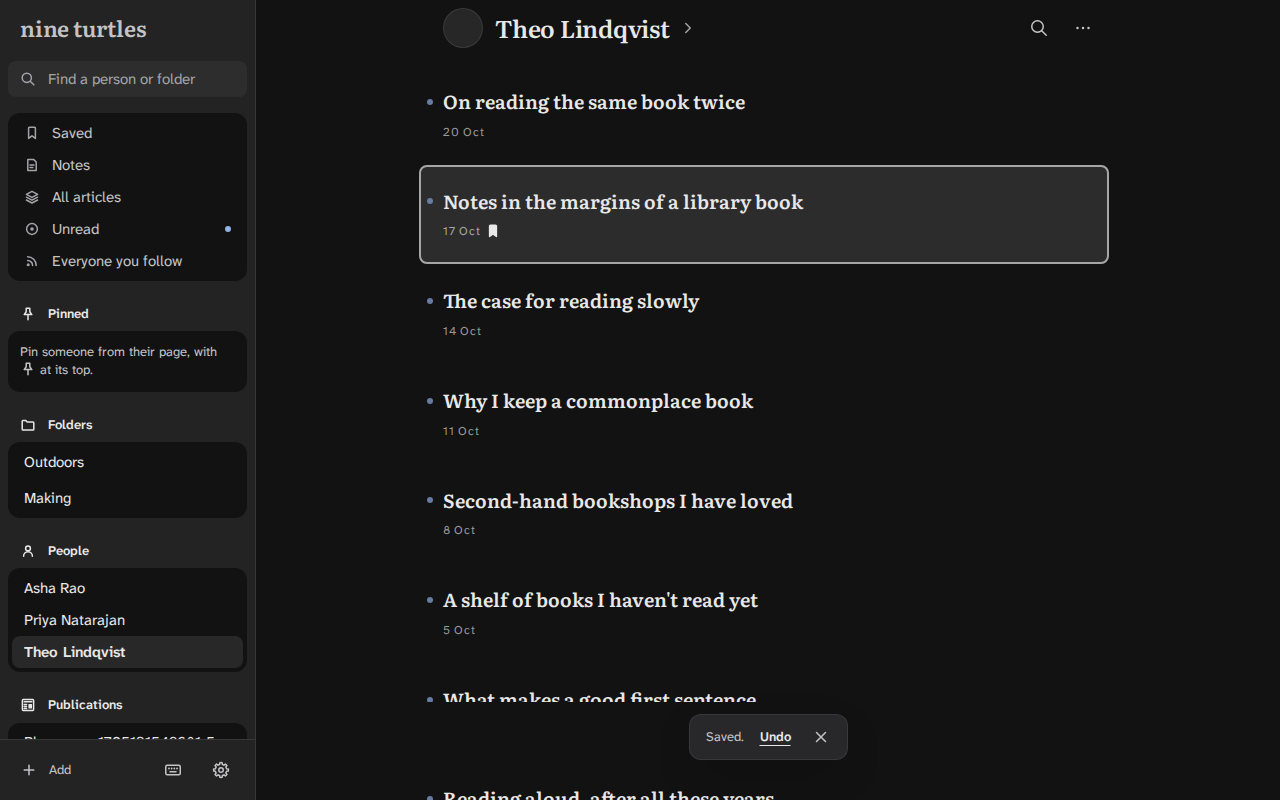 nine turtles
Find a person or folder
Saved
Notes
All articles
Unread
Everyone you follow
Pinned
Pin someone from their page, with
at its top.
Folders
Outdoors
Making
People
Asha Rao
Priya Natarajan
Theo Lindqvist
Publications
Add
Theo Lindqvist
On reading the same book twice
20 Oct
Notes in the margins of a library book
17 Oct
The case for reading slowly
14 Oct
Why I keep a commonplace book
11 Oct
Second-hand bookshops I have loved
8 Oct
A shelf of books I haven't read yet
5 Oct
What makes a good first sentence
Saved. Undo
Reading aloud, after all these years